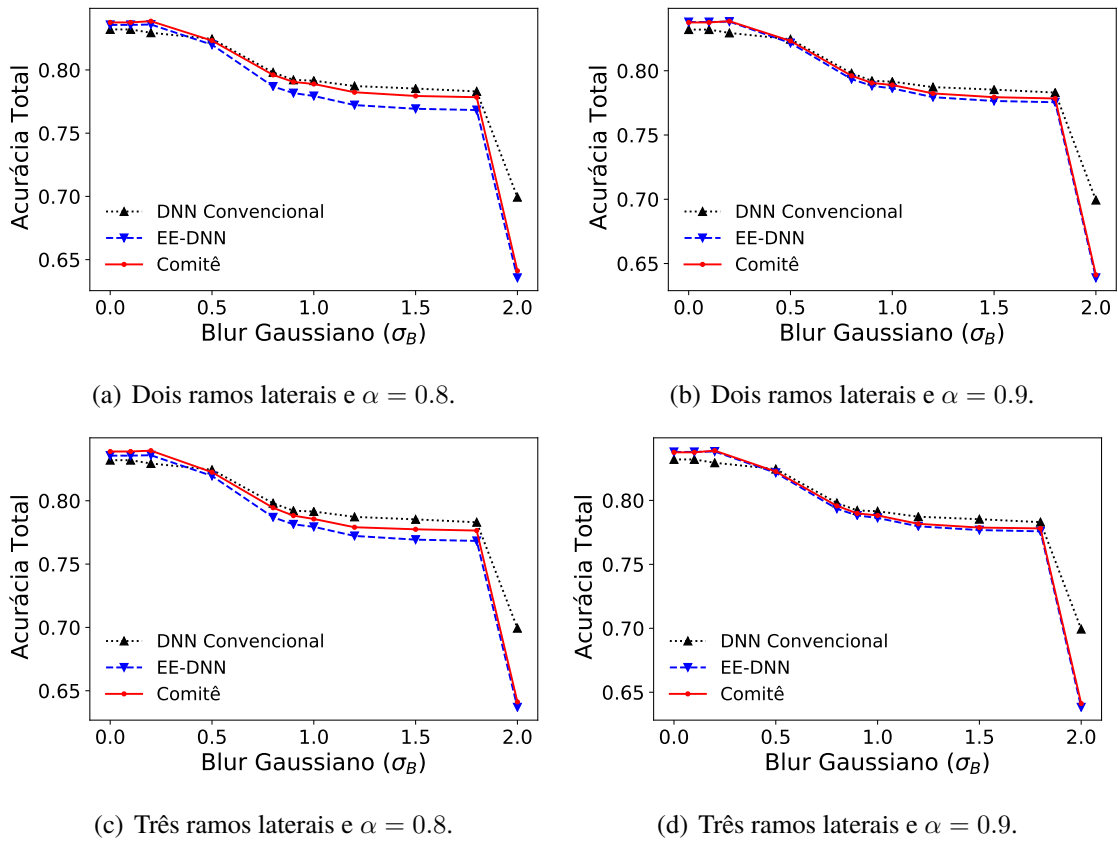 Acurácia Total
0.80
0.75
0.70
0.65
DNN Convencional
EE-DNN
Comitê
0.0 0.5 1.0 1.5 2.0
Blur Gaussiano (σB)
(a) Dois ramos laterais e α = 0.8.
Acurácia Total
0.80
0.75
0.70
0.65
DNN Convencional
EE-DNN
Comitê
0.0 0.5 1.0 1.5 2.0
Blur Gaussiano (σB)
(b) Dois ramos laterais e α = 0.9.
Acurácia Total
0.80
0.75
0.70
0.65
DNN Convencional
EE-DNN
Comitê
0.0 0.5 1.0 1.5 2.0
Blur Gaussiano (σB)
(c) Três ramos laterais e α = 0.8.
Acurácia Total
0.80
0.75
0.70
0.65
DNN Convencional
EE-DNN
Comitê
0.0 0.5 1.0 1.5 2.0
Blur Gaussiano (σB)
(d) Três ramos laterais e α = 0.9.